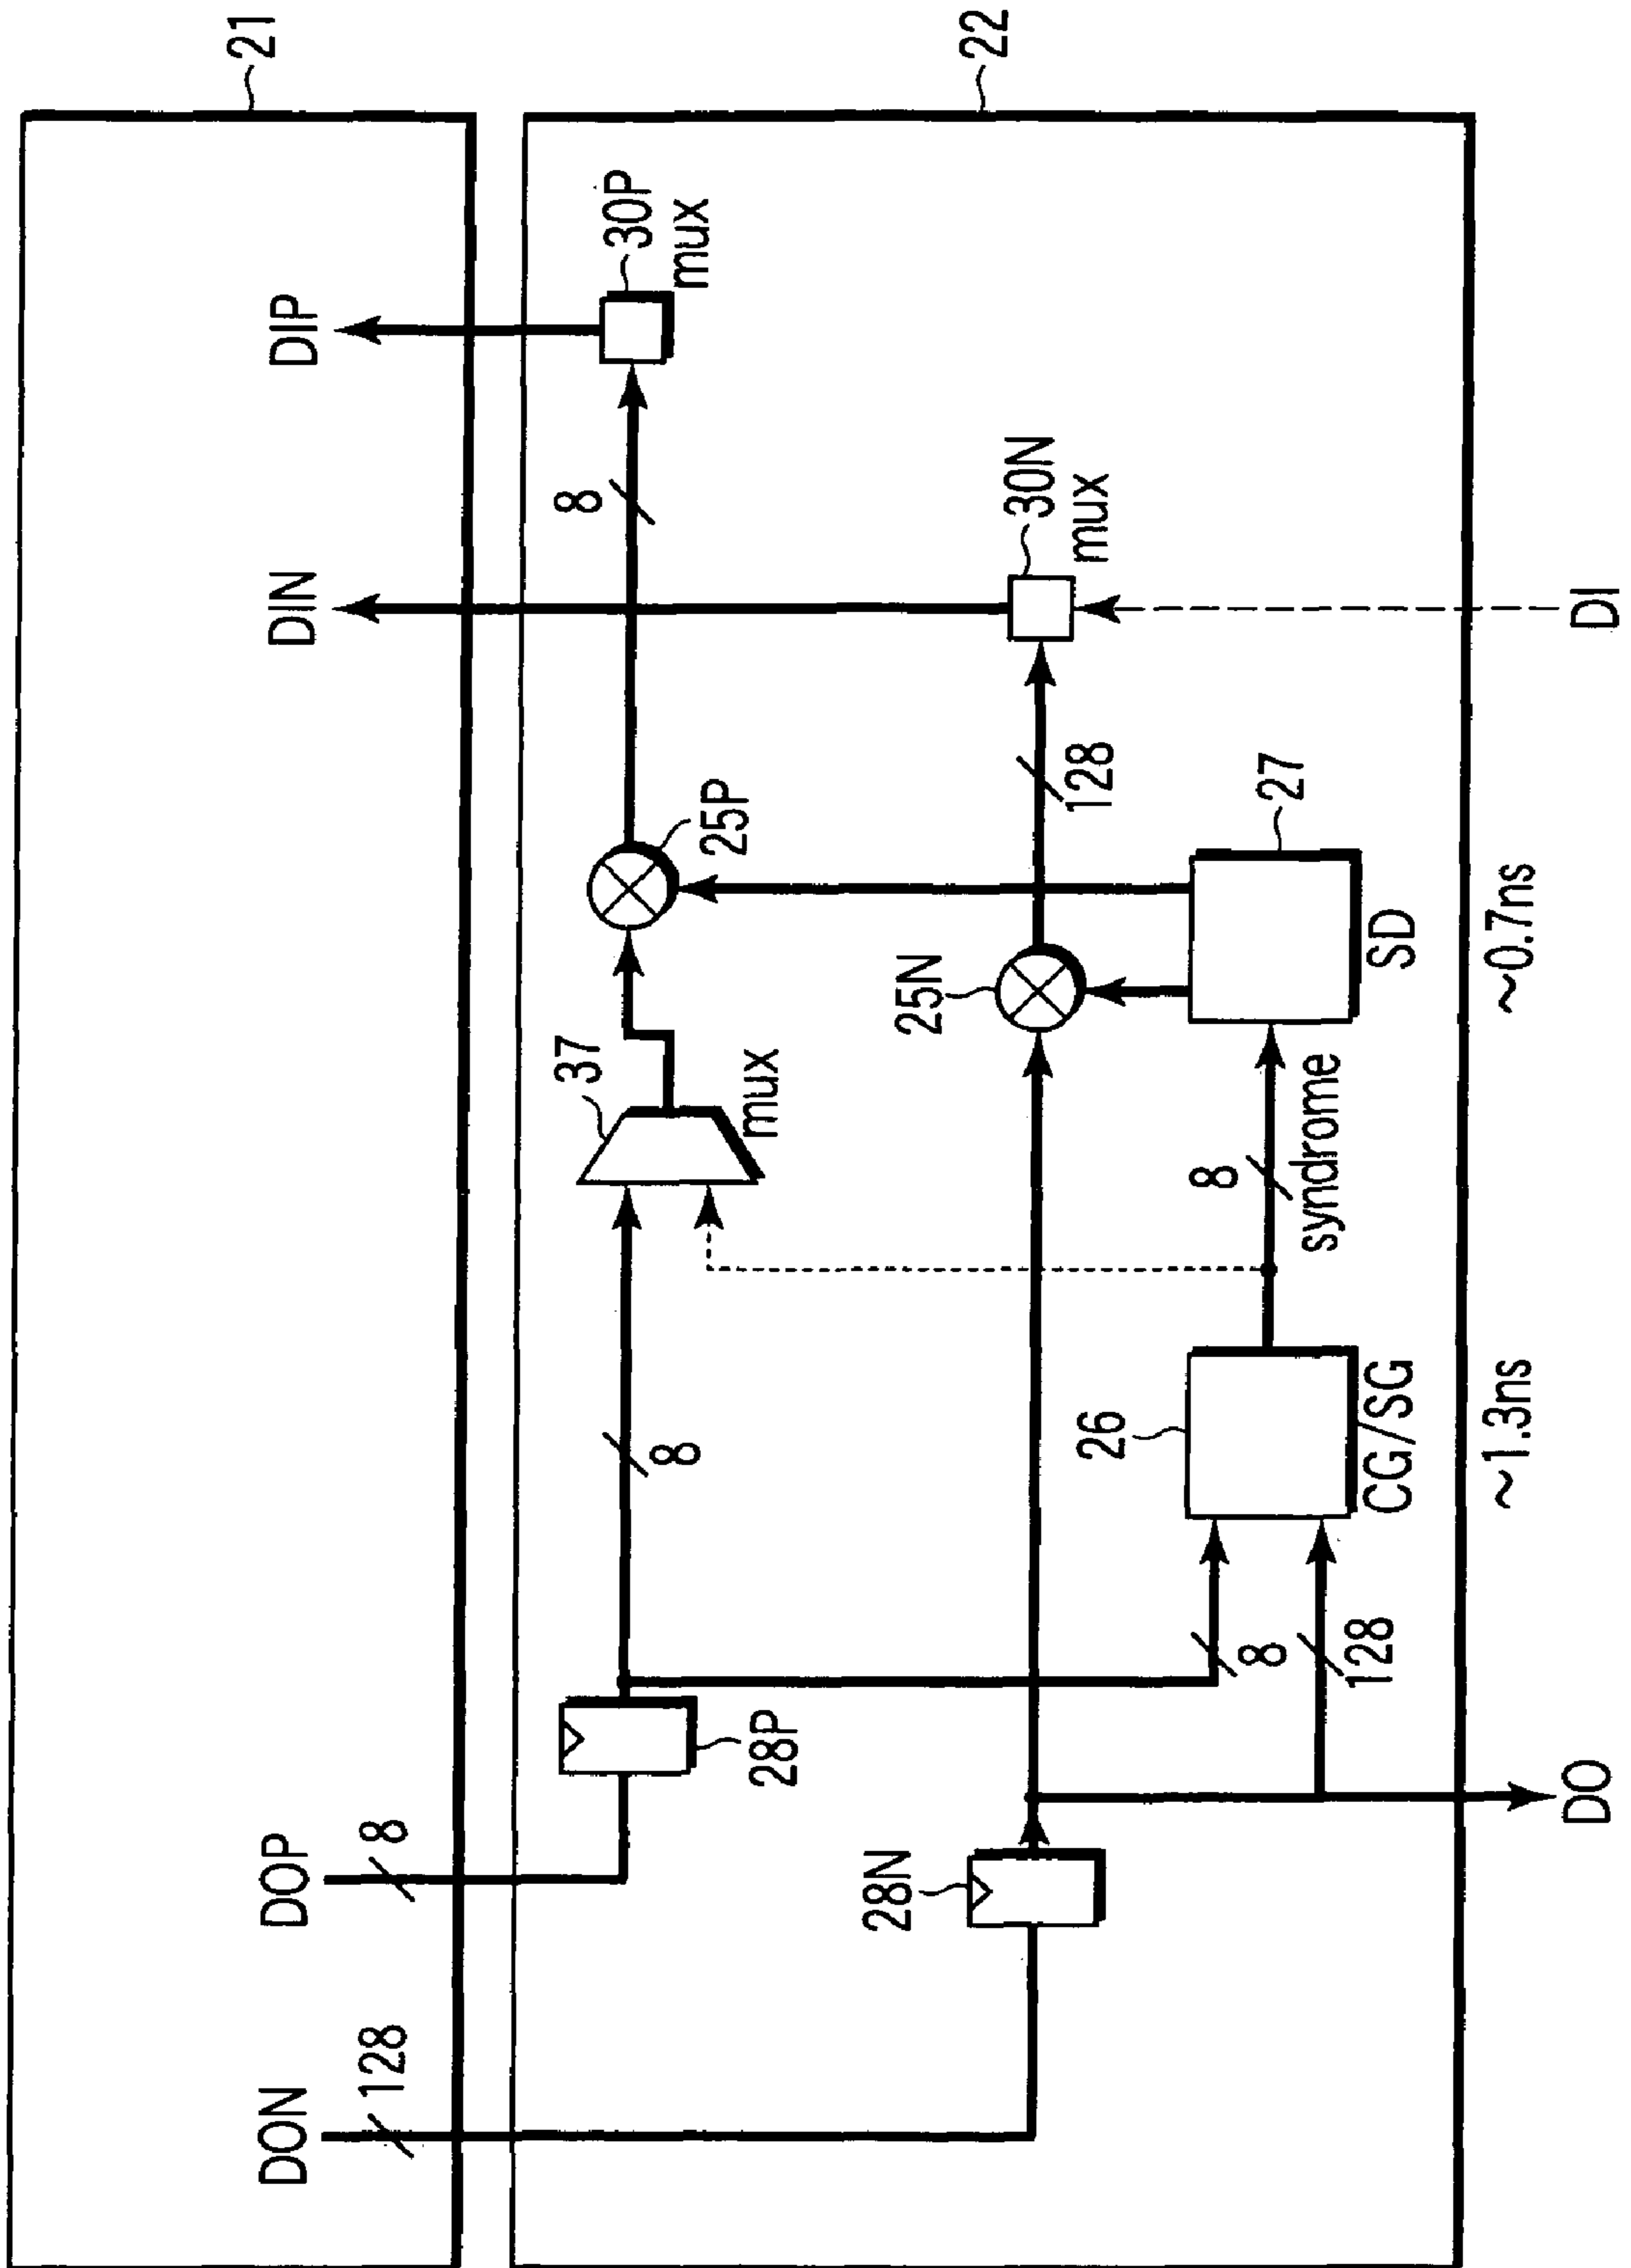 21
22
DIP
30P
mux
DIN
8
30N
mux
DI
25P
128
27
25N
SD
~0.7ns
37
mux
8
syndrome
8
26
CG/SG
~1.3ns
8
128
28P
DOP
8
28N
DO
DON
128